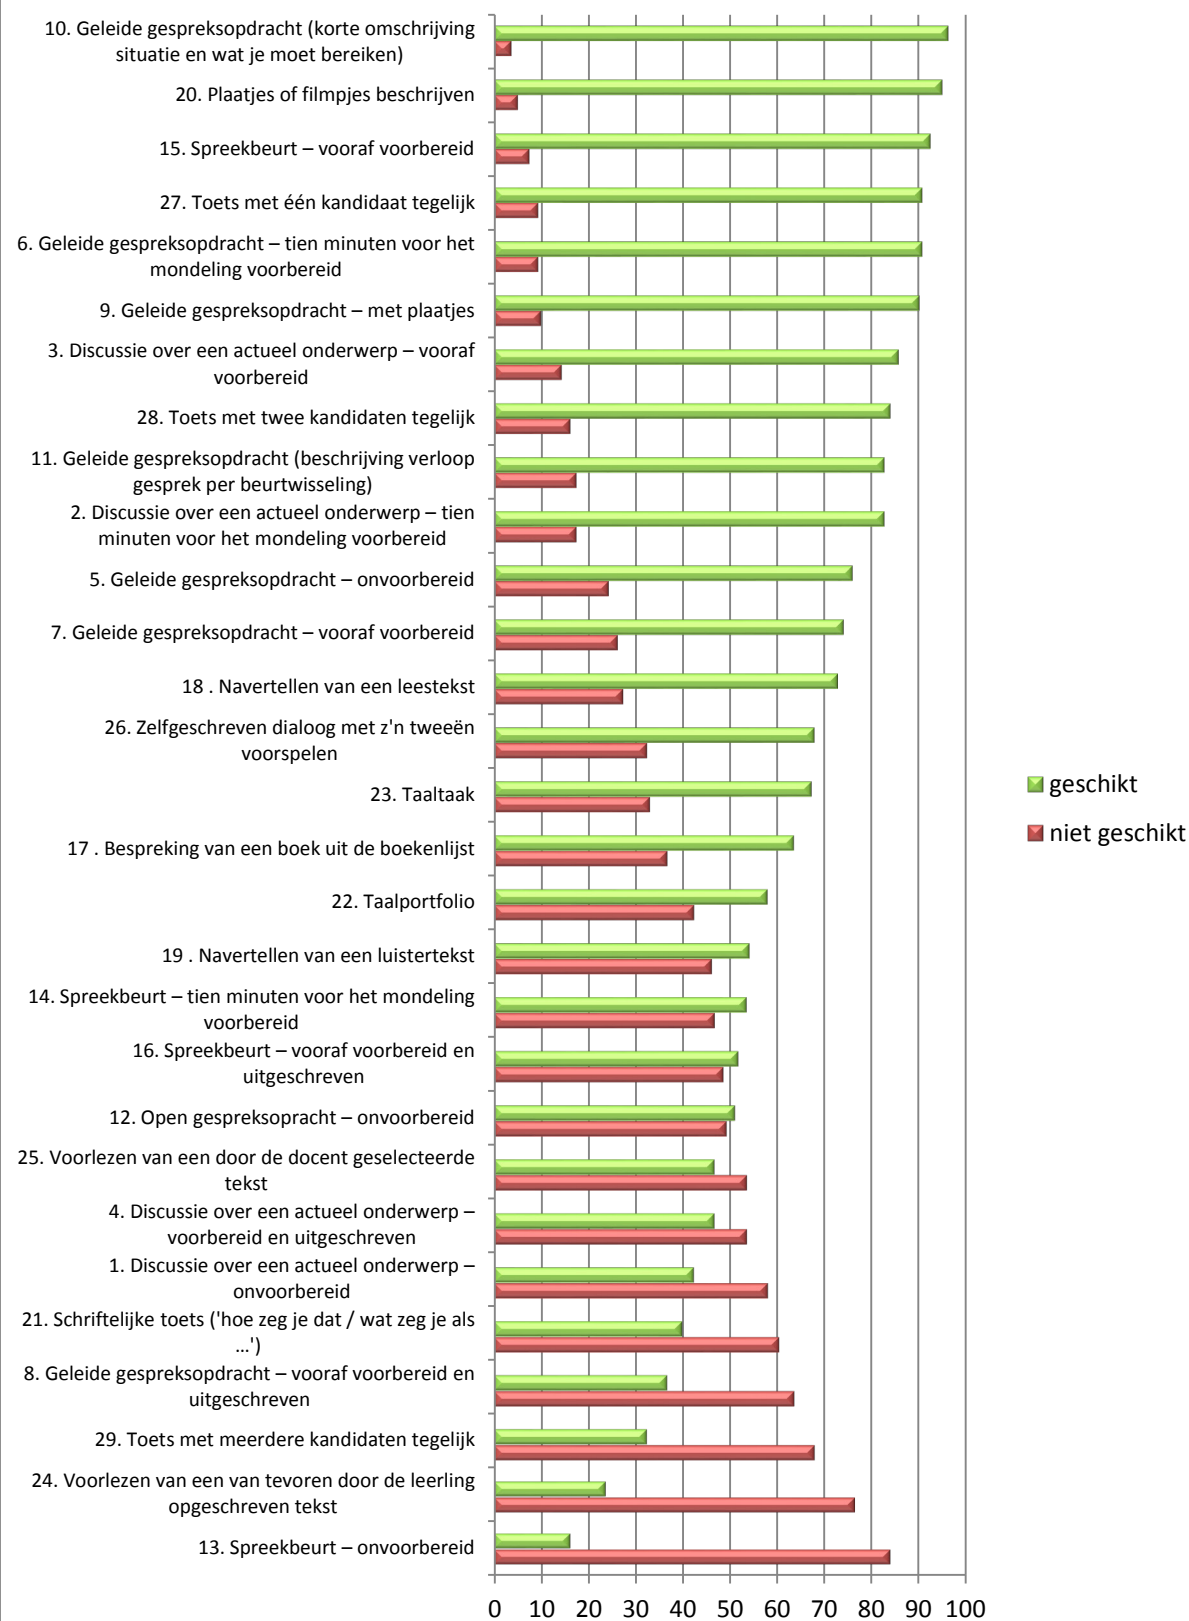 10. Geleide gespreksopdracht (korte omschrijving
situatie en wat je moet bereiken)
20. Plaatjes of filmpjes beschrijven
15. Spreekbeurt – vooraf voorbereid
27. Toets met één kandidaat tegelijk
6. Geleide gespreksopdracht – tien minuten voor het
mondeling voorbereid
9. Geleide gespreksopdracht – met plaatjes
3. Discussie over een actueel onderwerp – vooraf
voorbereid
28. Toets met twee kandidaten tegelijk
11. Geleide gespreksopdracht (beschrijving verloop
gesprek per beurtwisseling)
2. Discussie over een actueel onderwerp – tien
minuten voor het mondeling voorbereid
5. Geleide gespreksopdracht – onvoorbereid
7. Geleide gespreksopdracht – vooraf voorbereid
18 . Navertellen van een leestekst
26. Zelfgeschreven dialoog met z'n tweeën
voorspelen
23. Taaltaak
17 . Bespreking van een boek uit de boekenlijst
22. Taalportfolio
19 . Navertellen van een luistertekst
14. Spreekbeurt – tien minuten voor het mondeling
voorbereid
16. Spreekbeurt – vooraf voorbereid en
uitgeschreven
12. Open gespreksopracht – onvoorbereid
25. Voorlezen van een door de docent geselecteerde
tekst
4. Discussie over een actueel onderwerp –
voorbereid en uitgeschreven
1. Discussie over een actueel onderwerp –
onvoorbereid
21. Schriftelijke toets ('hoe zeg je dat / wat zeg je als
…')
8. Geleide gespreksopdracht – vooraf voorbereid en
uitgeschreven
29. Toets met meerdere kandidaten tegelijk
24. Voorlezen van een van tevoren door de leerling
opgeschreven tekst
13. Spreekbeurt – onvoorbereid
0 10 20 30 40 50 60 70 80 90 100
geschikt
niet geschikt